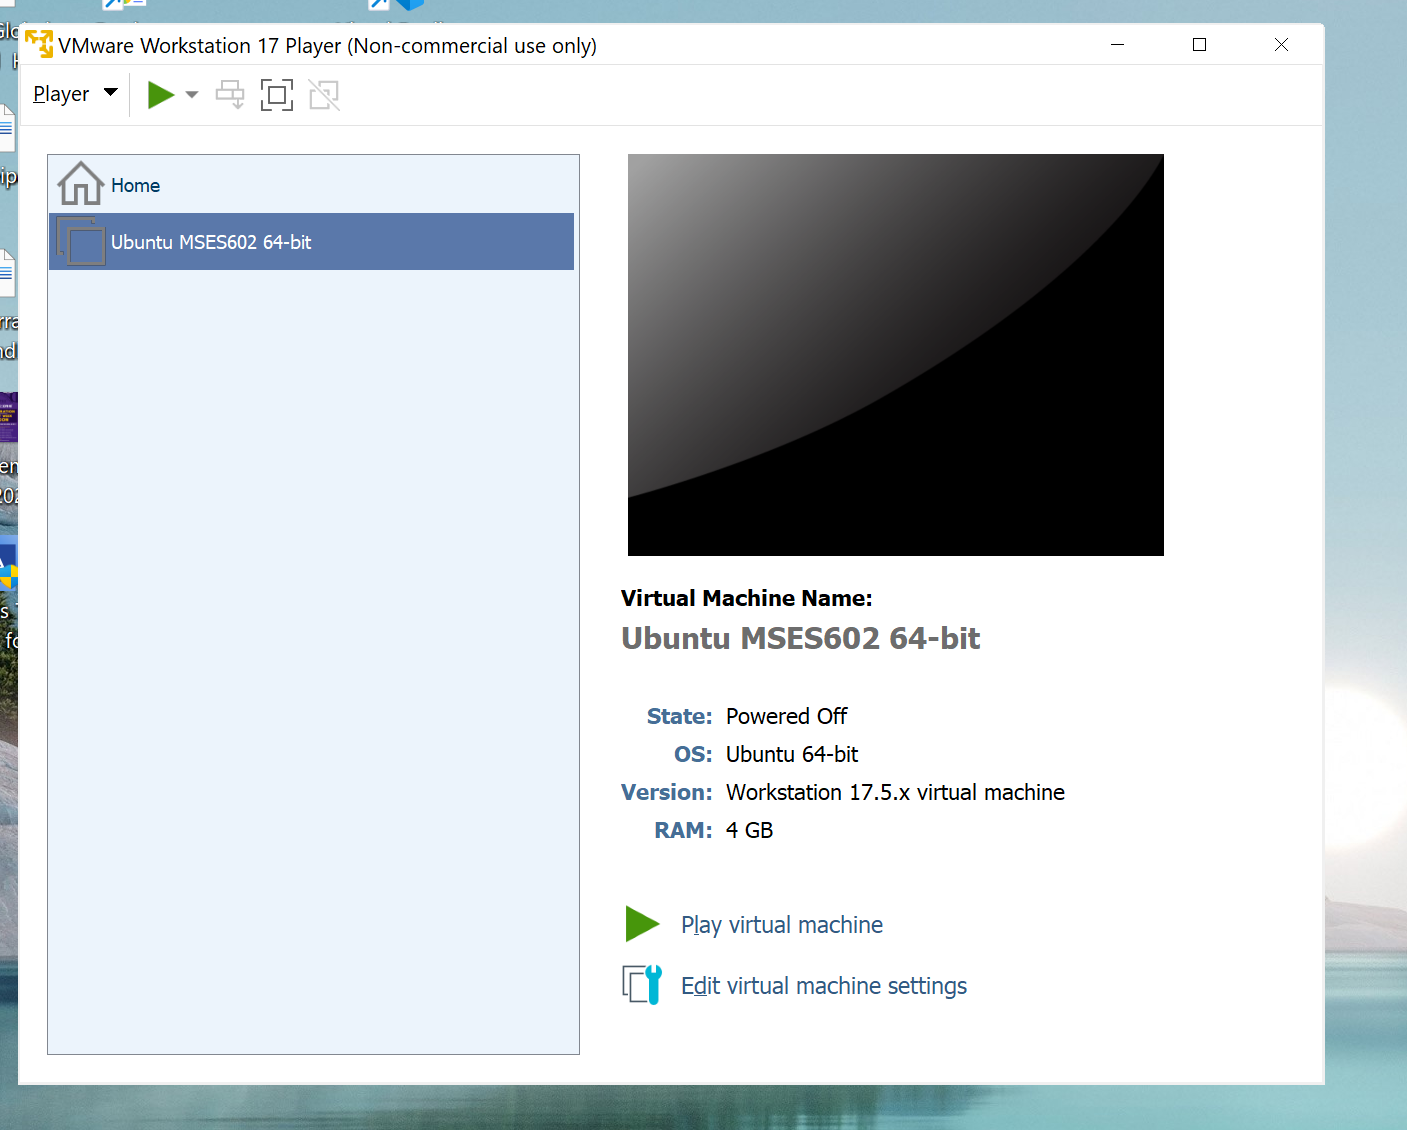 VMware Workstation 17 Player (Non-commercial use only)
Player
Home
Ubuntu MSES602 64-bit
Virtual Machine Name:
Ubuntu MSES602 64-bit
State: Powered Off
OS: Ubuntu 64-bit
Version: Workstation 17.5.x virtual machine
RAM: 4 GB
Play virtual machine
Edit virtual machine settings